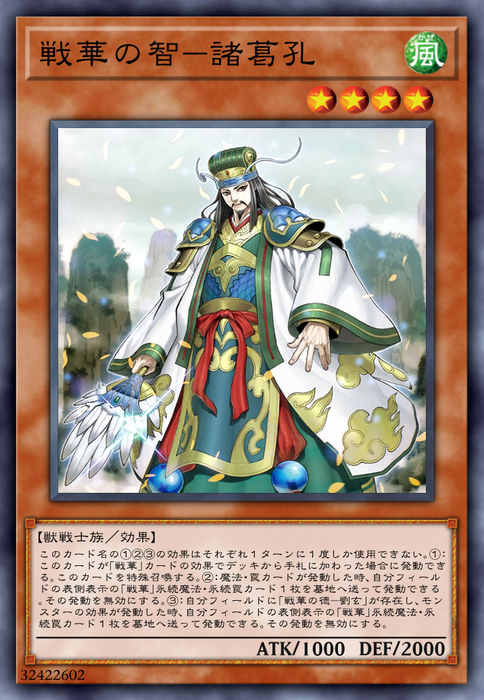 戦華の智－諸葛孔
かぜ
風
【獣戦士族／効果】
このカード名の①②③の効果はそれぞれ１ターンに１度しか使用できない。①：
このカードが「戦華」カードの効果でデッキから手札に加わった場合に発動でき
る。このカードを特殊召喚する。②：魔法・罠カードが発動した時、自分フィール
ドの表側表示の「戦華」永続魔法・永続罠カード１枚を墓地へ送って発動できる
。その発動を無効にする。③：自分フィールドに「戦華の徳－劉玄」が存在し、モン
スターの効果が発動した時、自分フィールドの表側表示の「戦華」永続魔法・永
続罠カード１枚を墓地へ送って発動できる。その発動を無効にする。
ATK/1000 DEF/2000
32422602